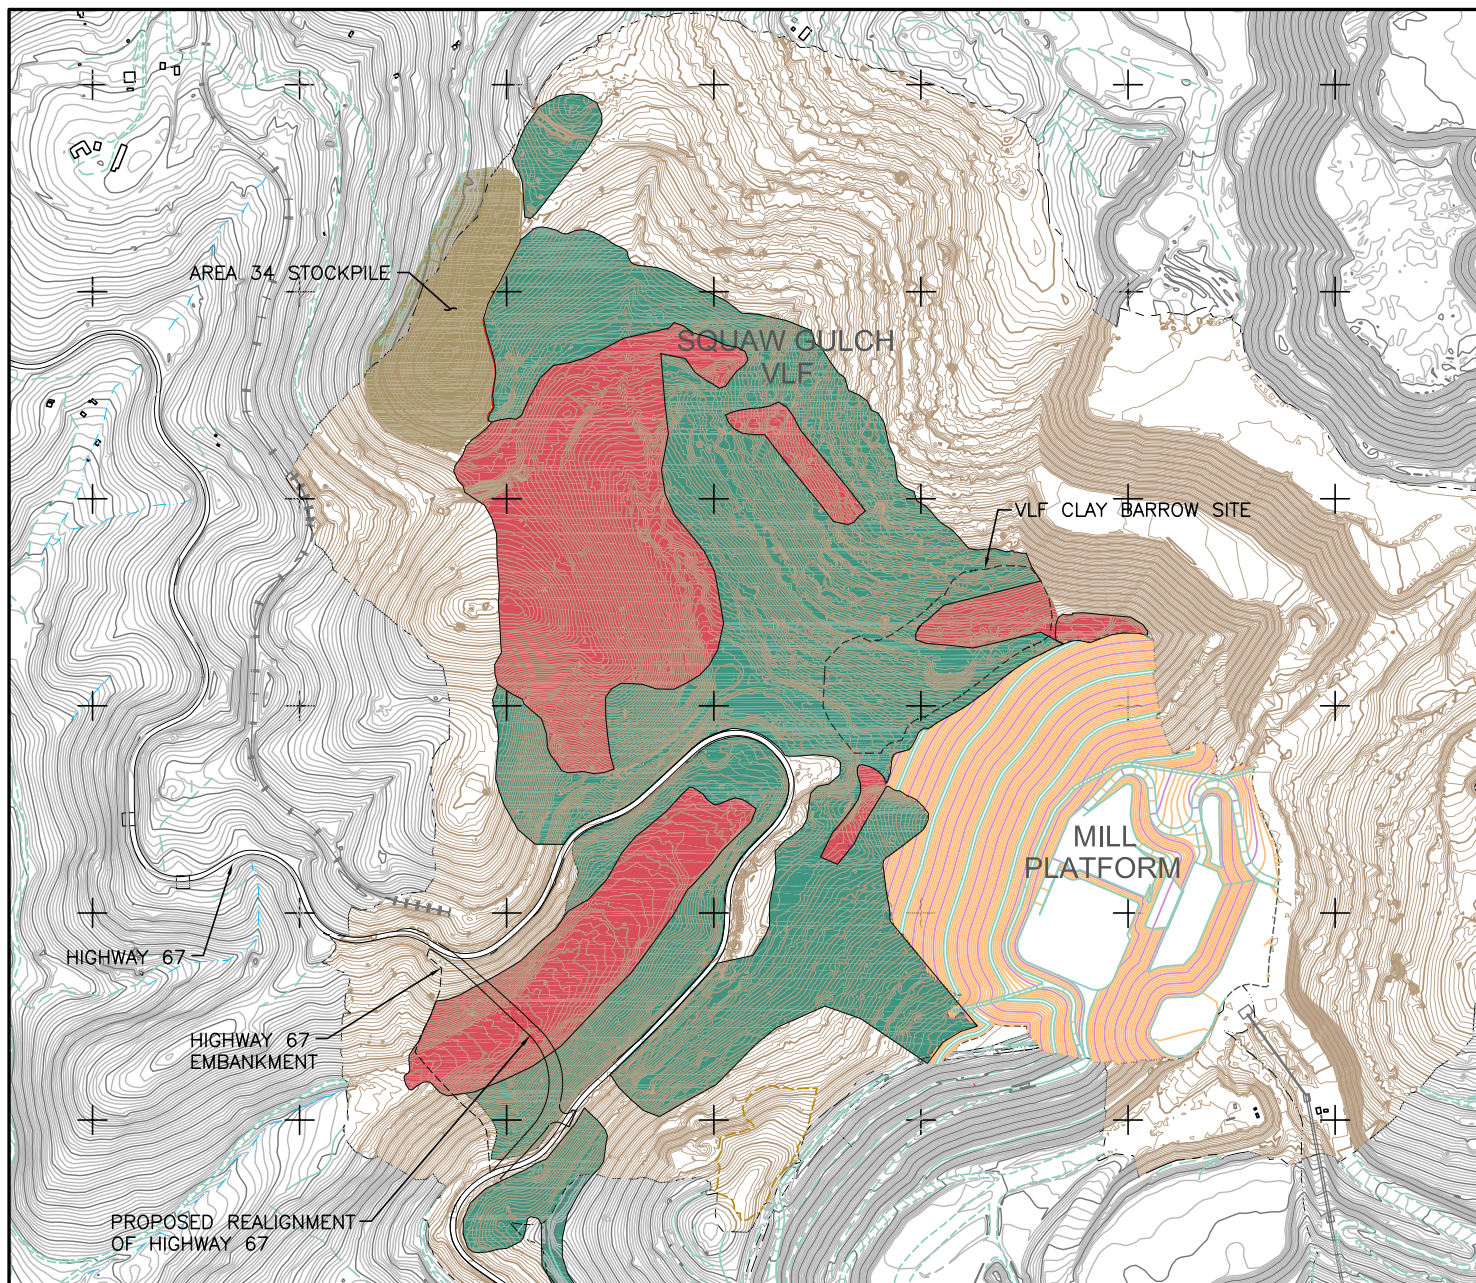 AREA 34 STOCKPILE
SQUAW GULCH
VLF
VLF CLAY BARROW SITE
MILL
PLATFORM
HIGHWAY 67
HIGHWAY 67
EMBANKMENT
PROPOSED REALIGNMENT
OF HIGHWAY 67